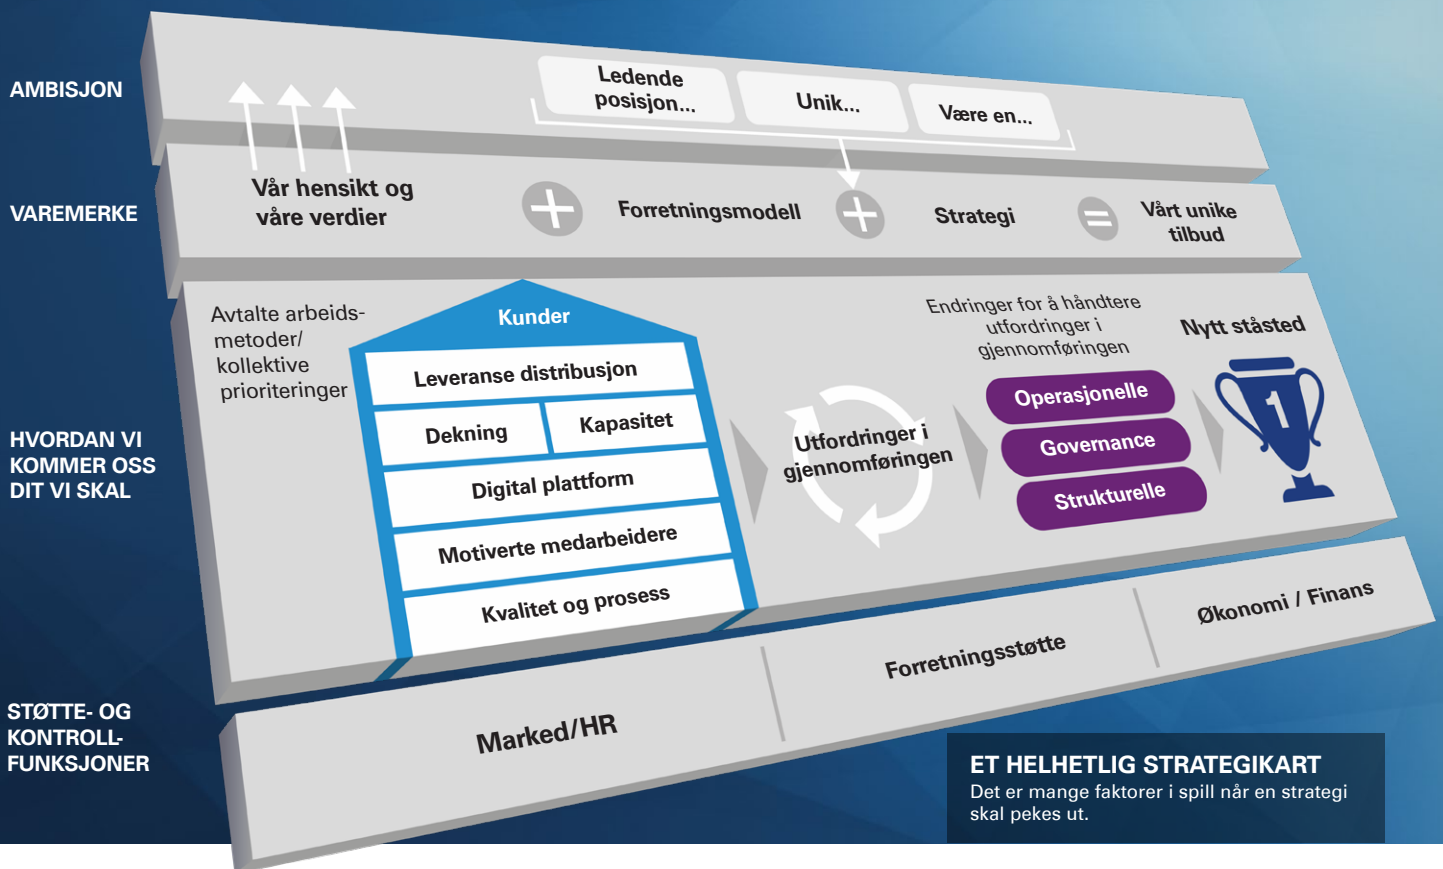 AMBISJON
Ledende
posisjon...
Unik...
Være en...
VAREMERKE
Vår hensikt og
våre verdier
Forretningsmodell
Strategi
Vårt unike
tilbud
HVORDAN VI
KOMMER OSS
DIT VI SKAL
Avtalte arbeids-
metoder/
kollektive
prioriteringer
Kunder
Leveranse distribusjon
Dekning
Kapasitet
Digital plattform
Motiverte medarbeidere
Kvalitet og prosess
Utfordringer i
gjennomføringen
Endringer for å håndtere
utfordringer i
gjennomføringen
Operasjonelle
Governance
Strukturelle
Nytt ståsted
1
STØTTE- OG
KONTROLL-
FUNKSJONER
Marked/HR
Forretningsstøtte
Økonomi / Finans
ET HELHETLIG STRATEGIKART
Det er mange faktorer i spill når en strategi
skal pekes ut.